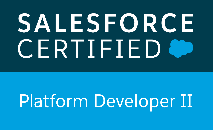 SALESFORCE
CERTIFIED
Platform Developer II